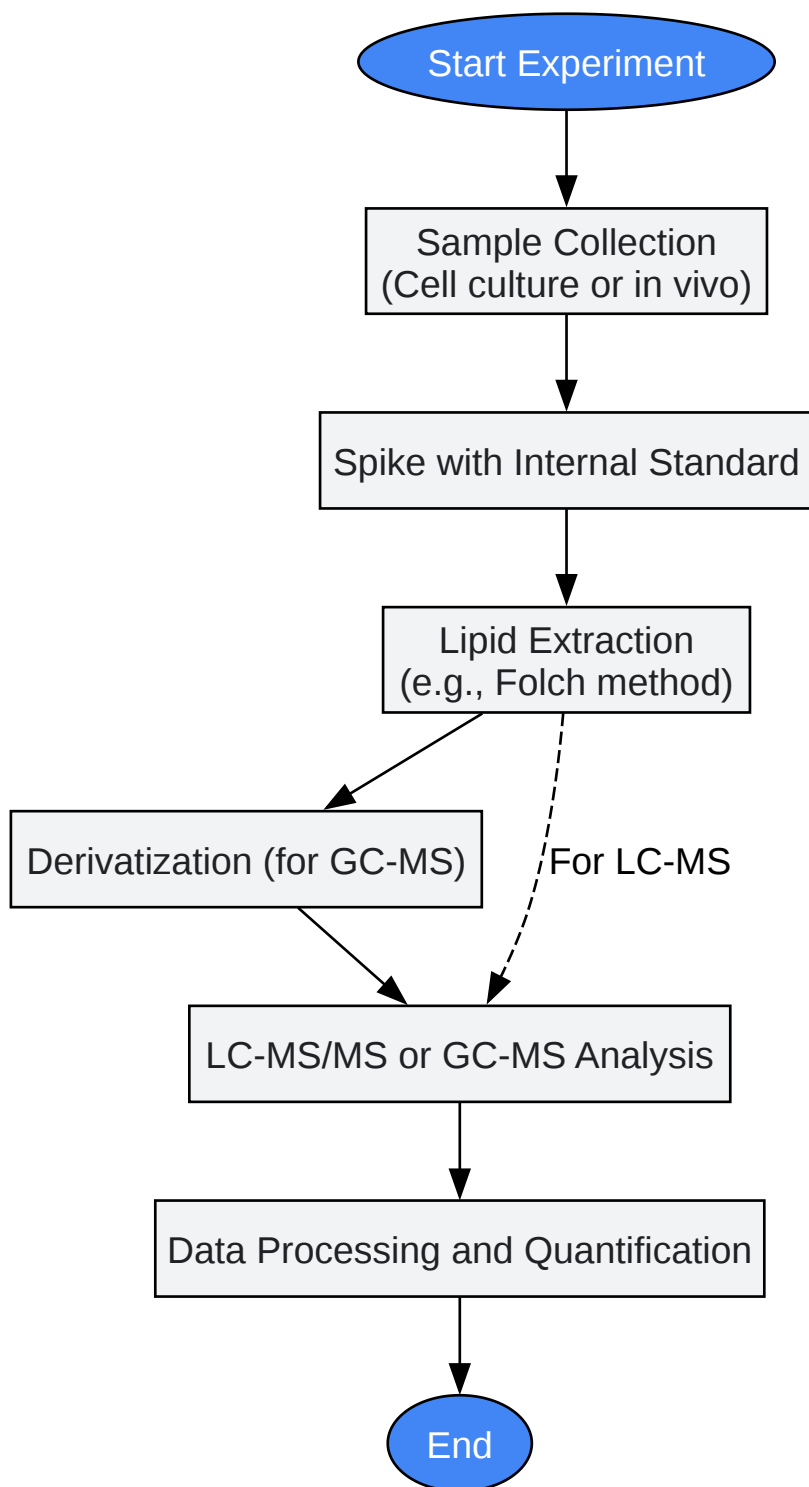 Start Experiment
Sample Collection
(Cell culture or in vivo)
Spike with Internal Standard
Lipid Extraction
(e.g., Folch method)
Derivatization (for GC-MS)
For LC-MS
LC-MS/MS or GC-MS Analysis
Data Processing and Quantification
End